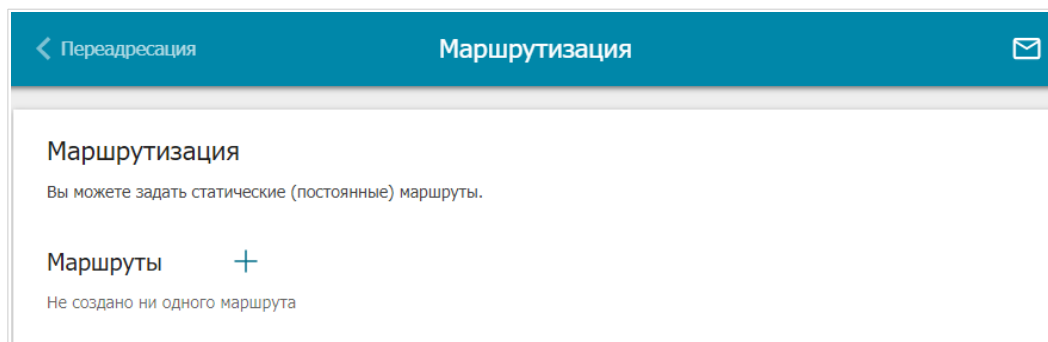 Переадресация
Маршрутизация
Маршрутизация
Вы можете задать статические (постоянные) маршруты.
Маршруты
Не создано ни одного маршрута